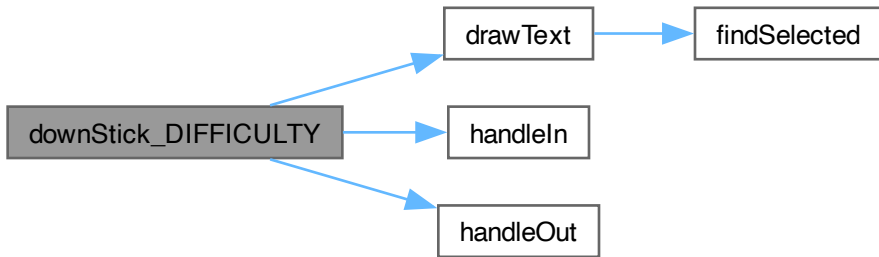 drawText
findSelected
downStick_DIFFICULTY
handleIn
handleOut